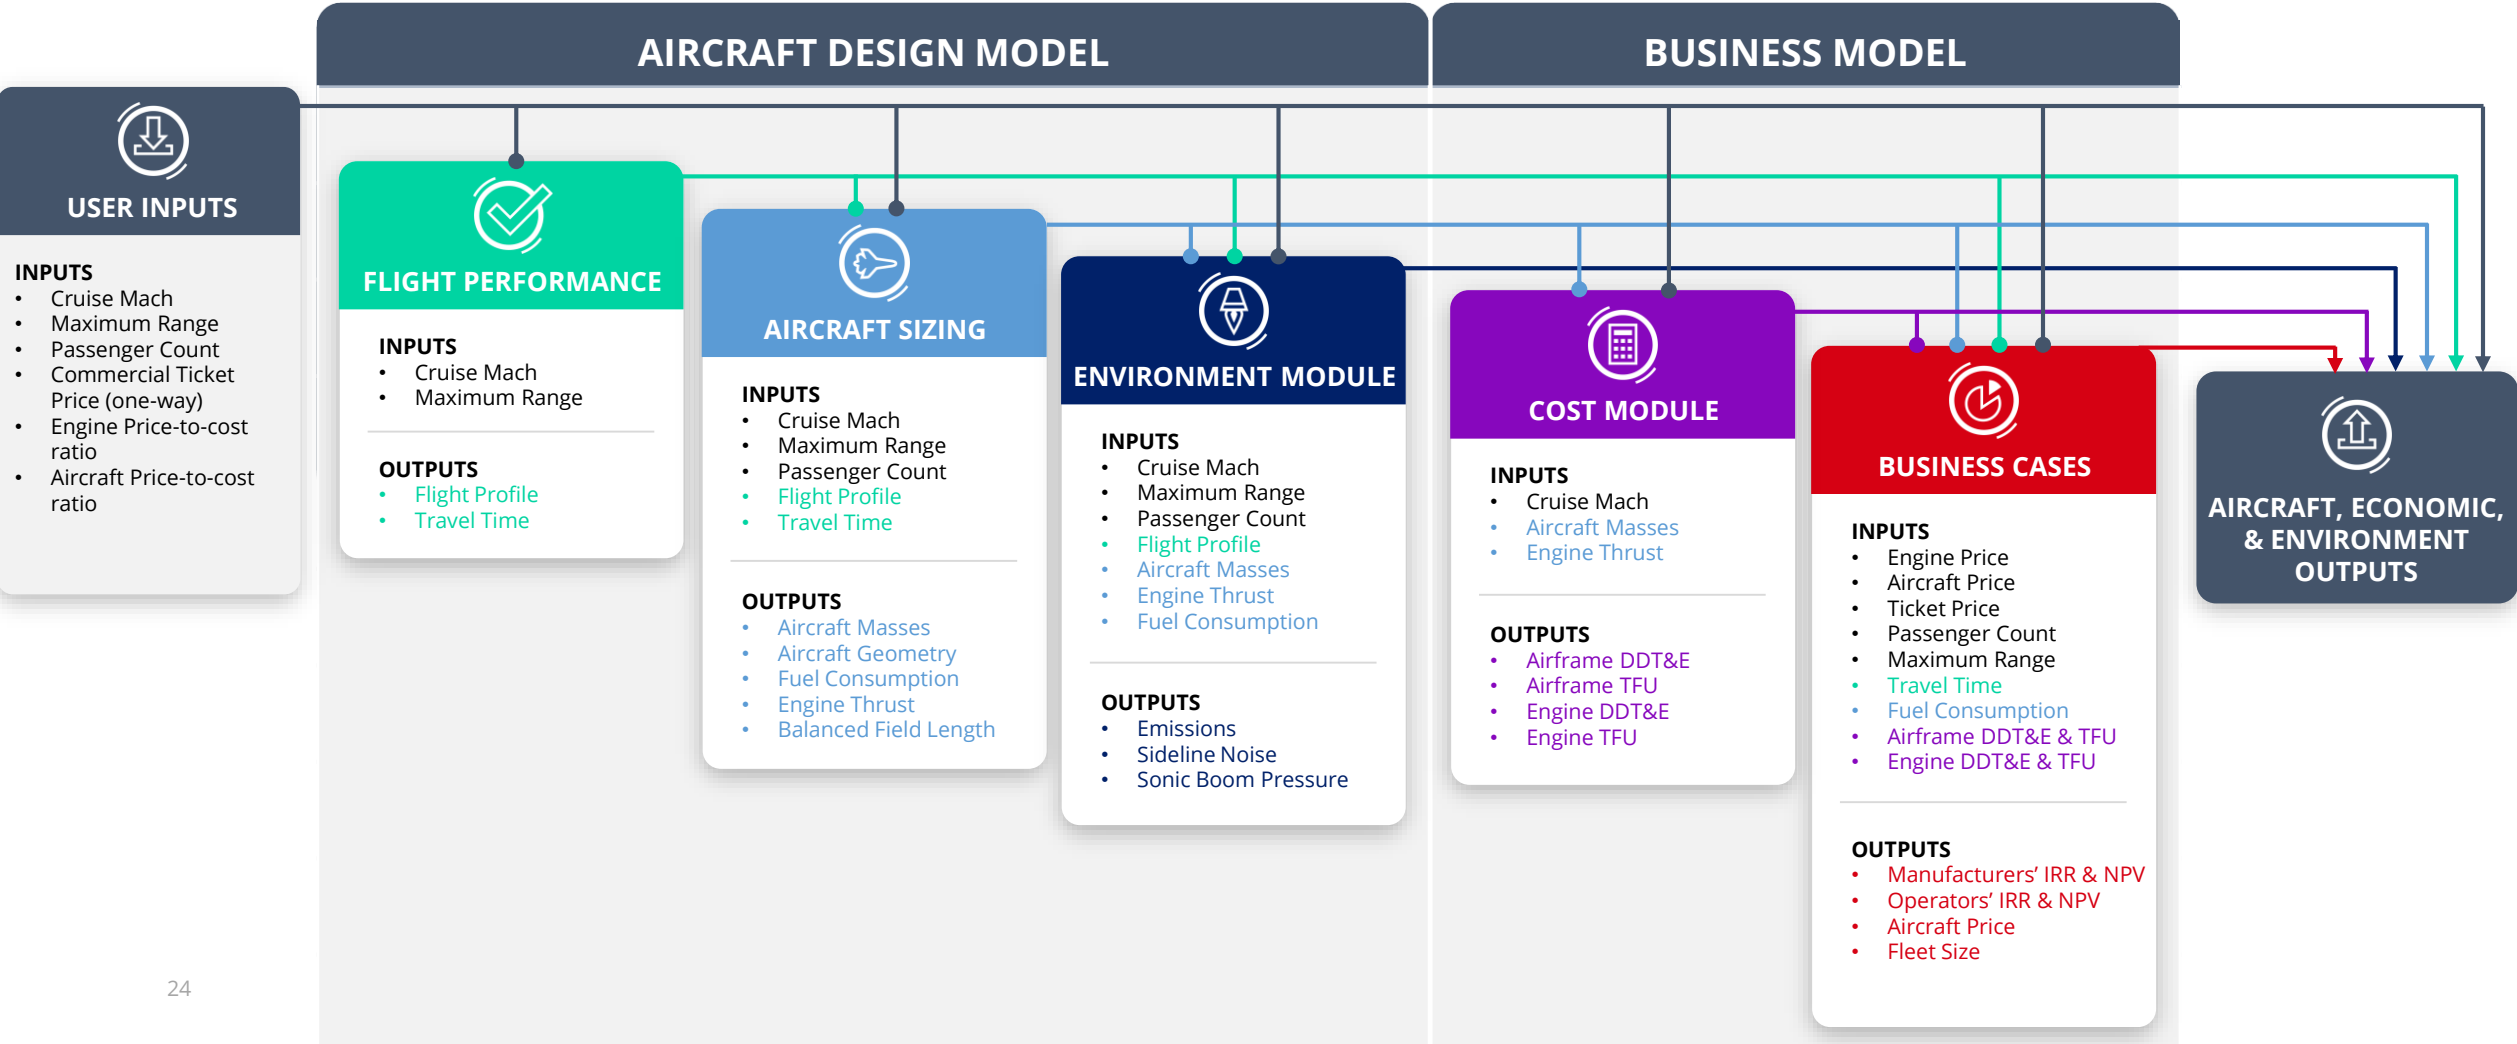 AIRCRAFT DESIGN MODEL
BUSINESS MODEL
USER INPUTS
INPUTS
• Cruise Mach
• Maximum Range
• Passenger Count
• Commercial Ticket
Price (one-way)
• Engine Price-to-cost
ratio
• Aircraft Price-to-cost
ratio
FLIGHT PERFORMANCE
INPUTS
• Cruise Mach
• Maximum Range
OUTPUTS
• Flight Profile
• Travel Time
AIRCRAFT SIZING
INPUTS
• Cruise Mach
• Maximum Range
• Passenger Count
• Flight Profile
• Travel Time
OUTPUTS
• Aircraft Masses
• Aircraft Geometry
• Fuel Consumption
• Engine Thrust
• Balanced Field Length
ENVIRONMENT MODULE
INPUTS
• Cruise Mach
• Maximum Range
• Passenger Count
• Flight Profile
• Aircraft Masses
• Engine Thrust
• Fuel Consumption
OUTPUTS
• Emissions
• Sideline Noise
• Sonic Boom Pressure
COST MODULE
INPUTS
• Cruise Mach
• Aircraft Masses
• Engine Thrust
OUTPUTS
• Airframe DDT&E
• Airframe TFU
• Engine DDT&E
• Engine TFU
BUSINESS CASES
INPUTS
• Engine Price
• Aircraft Price
• Ticket Price
• Passenger Count
• Maximum Range
• Travel Time
• Fuel Consumption
• Airframe DDT&E & TFU
• Engine DDT&E & TFU
OUTPUTS
• Manufacturers’ IRR & NPV
• Operators’ IRR & NPV
• Aircraft Price
• Fleet Size
AIRCRAFT, ECONOMIC,
& ENVIRONMENT
OUTPUTS
24